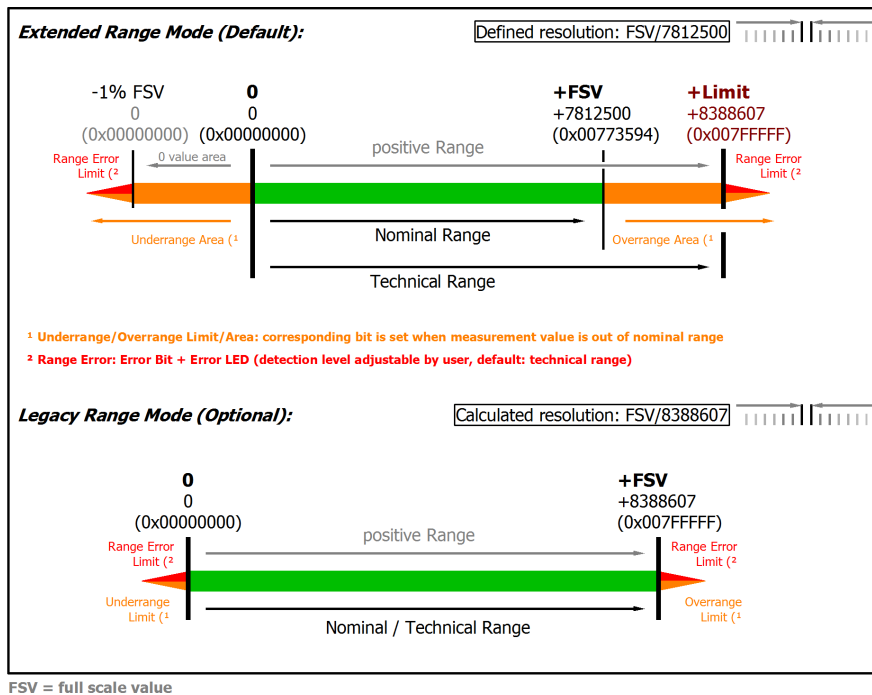 Extended Range Mode (Default):
Defined resolution: FSV/7812500
-1% FSV
0
+FSV
+Limit
0
0
+7812500
+8388607
(0x00000000)
(0x00000000)
(0x00773594)
(0x007FFFFF)
Range Error
Limit (²
0 value area
positive Range
Range Error
Limit (²
Underrange Area (¹
Nominal Range
Overrange Area (¹
Technical Range
¹ Underrange/Overrange Limit/Area: corresponding bit is set when measurement value is out of nominal range
² Range Error: Error Bit + Error LED (detection level adjustable by user, default: technical range)
Legacy Range Mode (Optional):
Calculated resolution: FSV/8388607
0
+FSV
0
+8388607
(0x00000000)
(0x007FFFFF)
Range Error
Limit (²
positive Range
Range Error
Limit (²
Underrange
Limit (¹
Nominal / Technical Range
Overrange
Limit (¹
FSV = full scale value